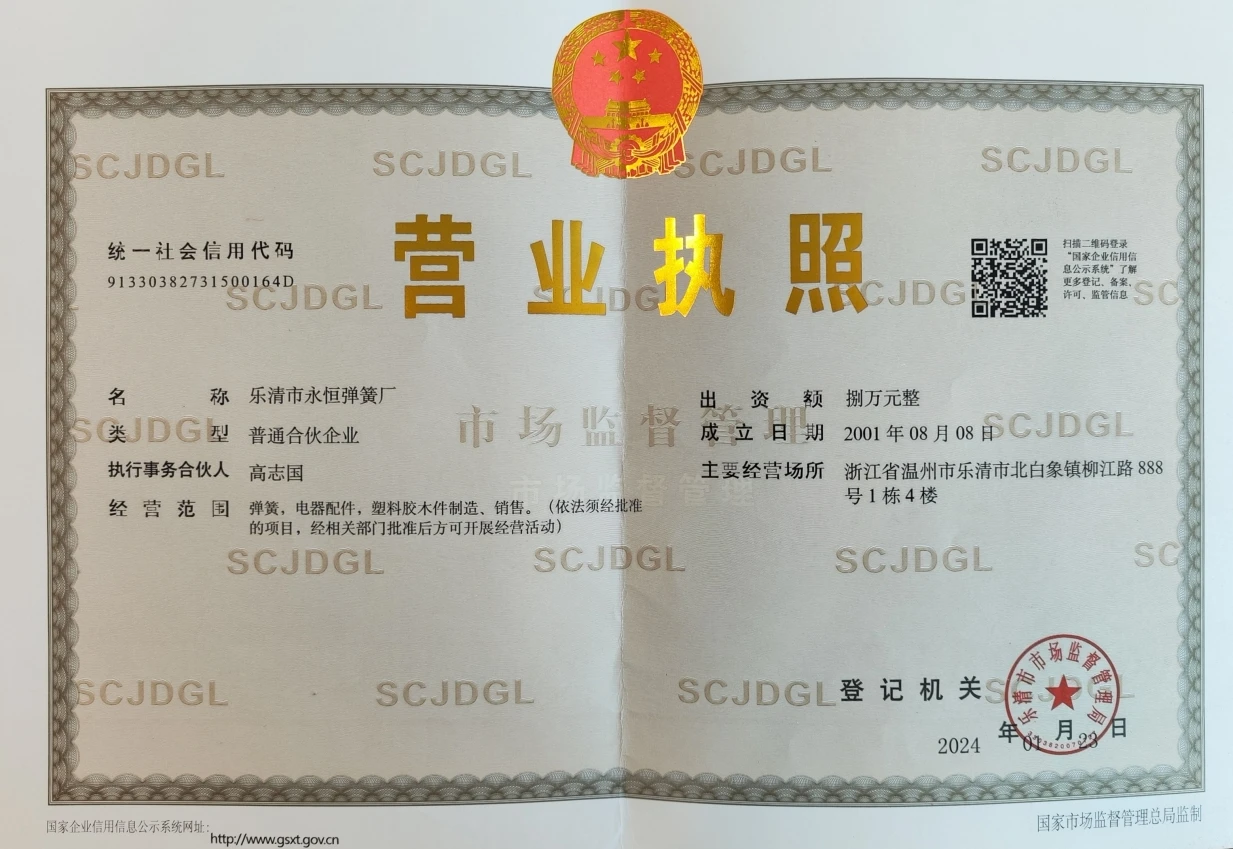 营业执照
统一社会信用代码
91330382731500164D
扫描二维码登录
“国家企业信用信
息公示系统”了解
更多登记、备案、
许可、监管信息
名称 乐清市永恒弹簧厂
类型 普通合伙企业
执行事务合伙人 高志国
经营范围 弹簧，电器配件，塑料胶木件制造、销售。（依法须经批准
的项目，经相关部门批准后方可开展经营活动）
出资额 捌万元整
成立日期 2001 年 08 月 08 日
主要经营场所 浙江省温州市乐清市北白象镇柳江路 888
号 1 栋 4 楼
登记机关
乐清市市场监督管理局
2024 年 01 月 23 日
SCJDGL
市场监督管理
国家企业信用信息公示系统网址：
http://www.gsxt.gov.cn
国家市场监督管理总局监制